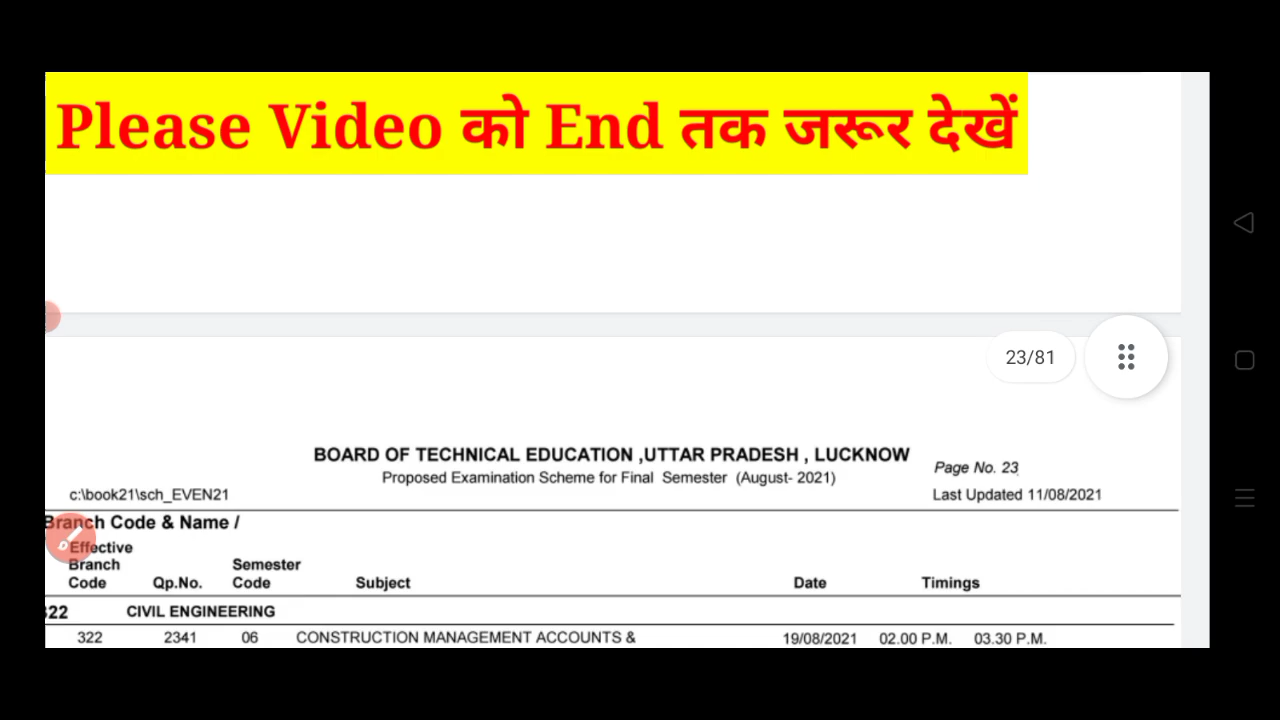 Please Video को End तक जरूर देखें
23/81
BOARD OF TECHNICAL EDUCATION ,UTTAR PRADESH , LUCKNOW
Page No. 23
Proposed Examination Scheme for Final Semester (August- 2021)
c:\book21\sch_EVEN21
Last Updated 11/08/2021
Branch Code & Name /
Effective
Branch Semester
Code Qp.No. Code Subject Date Timings
322 CIVIL ENGINEERING
322 2341 06 CONSTRUCTION MANAGEMENT ACCOUNTS & 19/08/2021 02.00 P.M. 03.30 P.M.